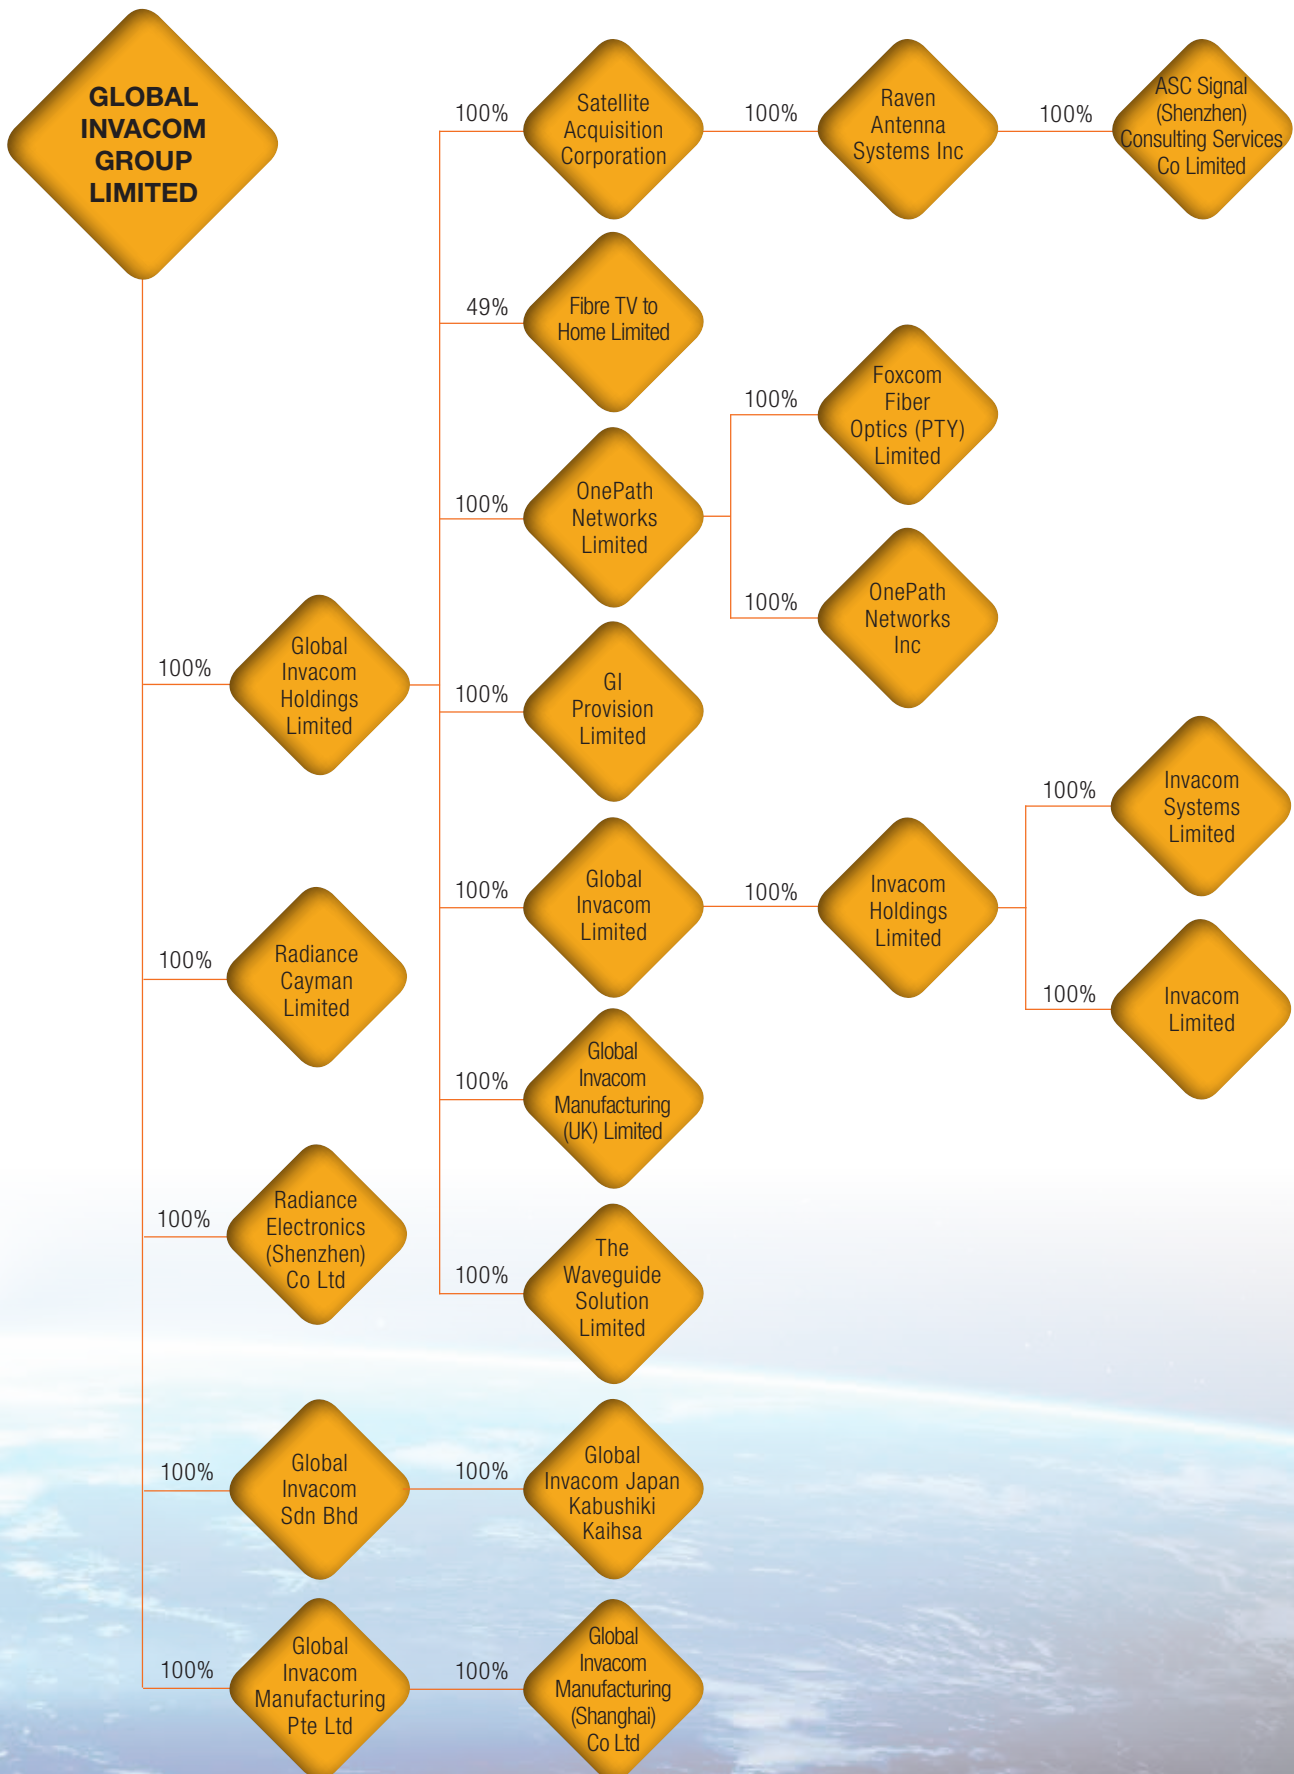 GLOBAL
INVACOM
GROUP
LIMITED
100%
Satellite
Acquisition
Corporation
100%
Raven
Antenna
Systems Inc
100%
ASC Signal
(Shenzhen)
Consulting Services
Co Limited
49%
Fibre TV to
Home Limited
100%
OnePath
Networks
Limited
100%
Foxcom
Fiber
Optics (PTY)
Limited
100%
OnePath
Networks
Inc
100%
Global
Invacom
Holdings
Limited
100%
GI
Provision
Limited
100%
Global
Invacom
Limited
100%
Invacom
Holdings
Limited
100%
Invacom
Systems
Limited
100%
Invacom
Limited
100%
Radiance
Cayman
Limited
100%
Global
Invacom
Manufacturing
(UK) Limited
100%
Radiance
Electronics
(Shenzhen)
Co Ltd
100%
The
Waveguide
Solution
Limited
100%
Global
Invacom
Sdn Bhd
100%
Global
Invacom Japan
Kabushiki
Kaihsa
100%
Global
Invacom
Manufacturing
Pte Ltd
100%
Global
Invacom
Manufacturing
(Shanghai)
Co Ltd